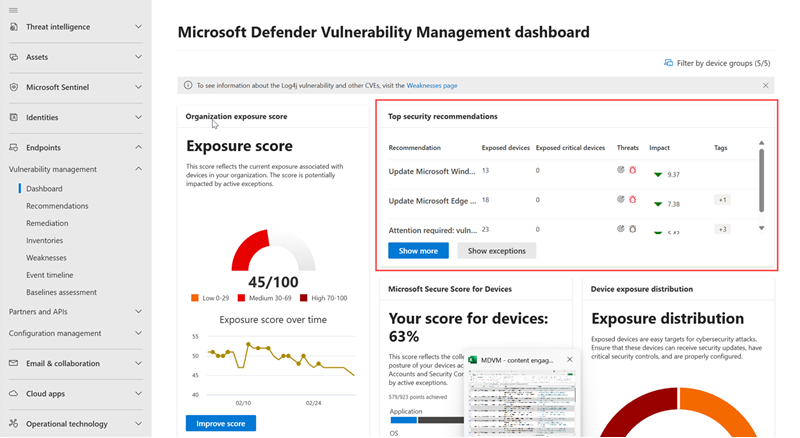 Threat intelligence
Assets
Microsoft Sentinel
Identities
Endpoints
Vulnerability management
Dashboard
Recommendations
Remediation
Inventories
Weaknesses
Event timeline
Baselines assessment
Partners and APIs
Configuration management
Email & collaboration
Cloud apps
Operational technology
Microsoft Defender Vulnerability Management dashboard
Filter by device groups (5/5)
To see information about the Log4j vulnerability and other CVEs, visit the Weaknesses page
Organization exposure score
Exposure score
This score reflects the current exposure associated with
devices in your organization. The score is potentially
impacted by active exceptions.
45/100
Low 0-29 Medium 30-69 High 70-100
Exposure score over time
55
50
45
40
02/10 02/24
Improve score
Top security recommendations
Recommendation Exposed devices Exposed critical devices Threats Impact Tags
Update Microsoft Wind... 13 0 9.37
Update Microsoft Edge ... 18 0 7.38 +1
Attention required: vuln... 23 0 5.43 +3
Show more Show exceptions
Microsoft Secure Score for Devices
Your score for devices:
63%
This score reflects the colle
posture of your devices ac
Accounts and Security Co
by active exceptions.
579/923 points achieved
Application
OS
MDVM - content engag...
Device exposure distribution
Exposure distribution
Exposed devices are easy targets for cybersecurity attacks.
Ensure that these devices can receive security updates, have
critical security controls, and are properly configured.